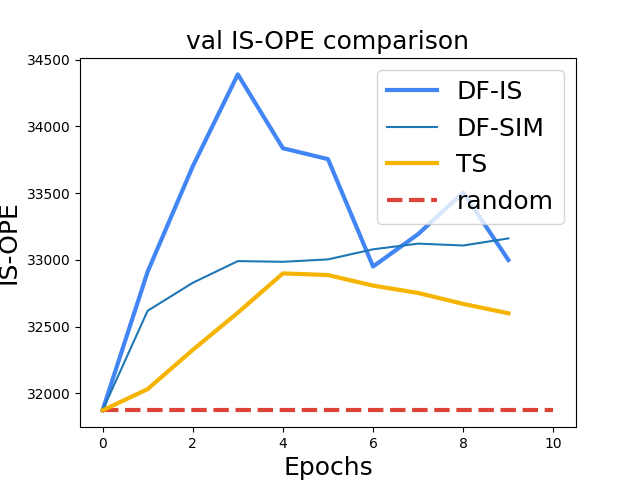 val IS-OPE comparison
34500
34000
33500
33000
32500
32000
IS-OPE
DF-IS
DF-SIM
TS
random
0
2
4
6
8
10
Epochs